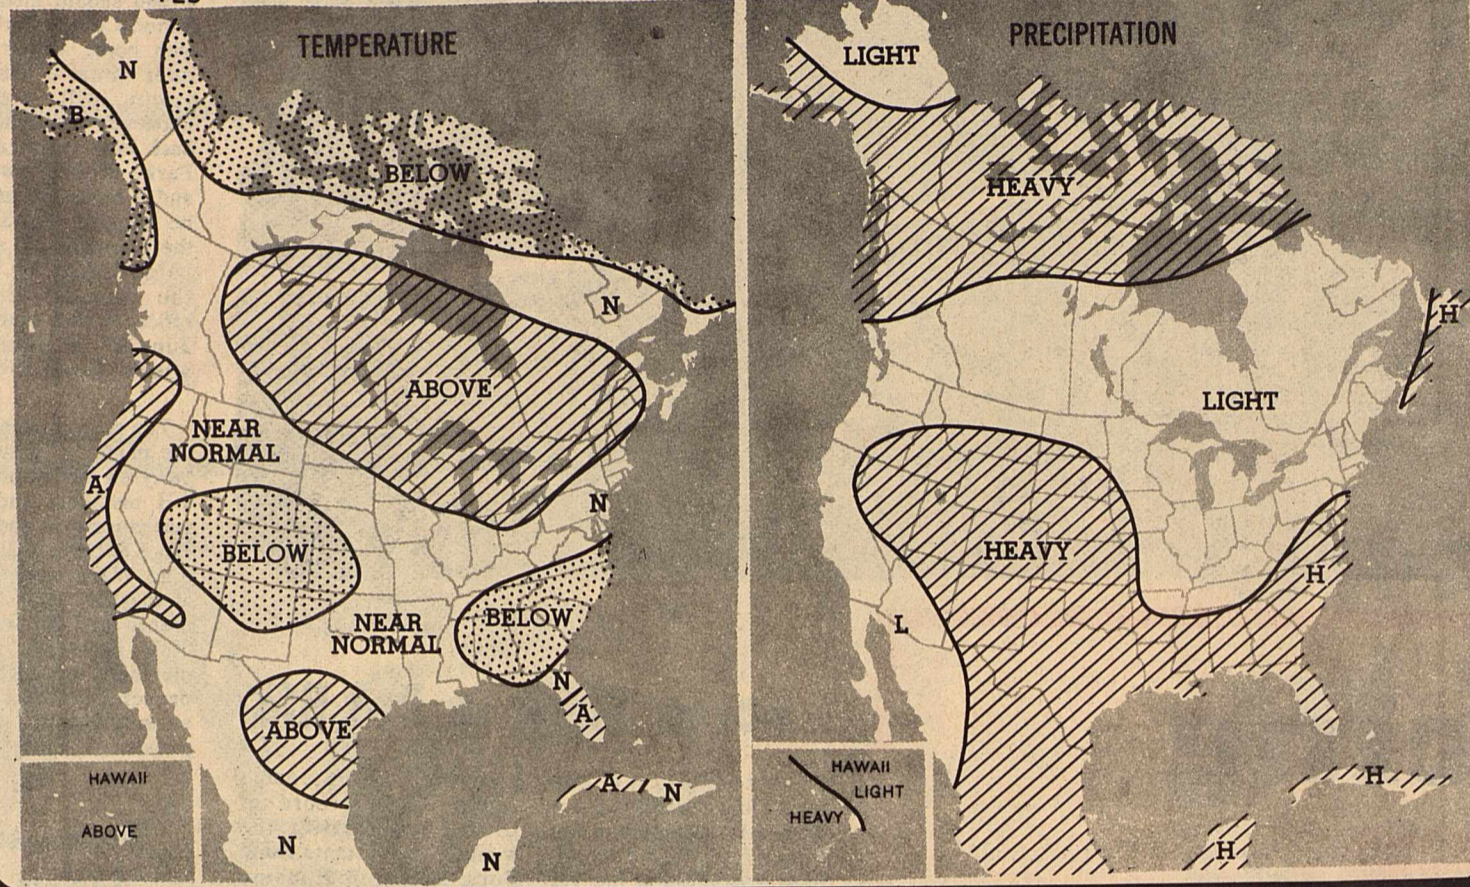 TEMPERATURE
N
B
BELOW
N
ABOVE
NEAR
NORMAL
A
N
BELOW
BELOW
NEAR
NORMAL
N
A
ABOVE
A
N
N
N
HAWAII
ABOVE
PRECIPITATION
LIGHT
HEAVY
H
LIGHT
HEAVY
H
L
H
H
HAWAII
LIGHT
HEAVY